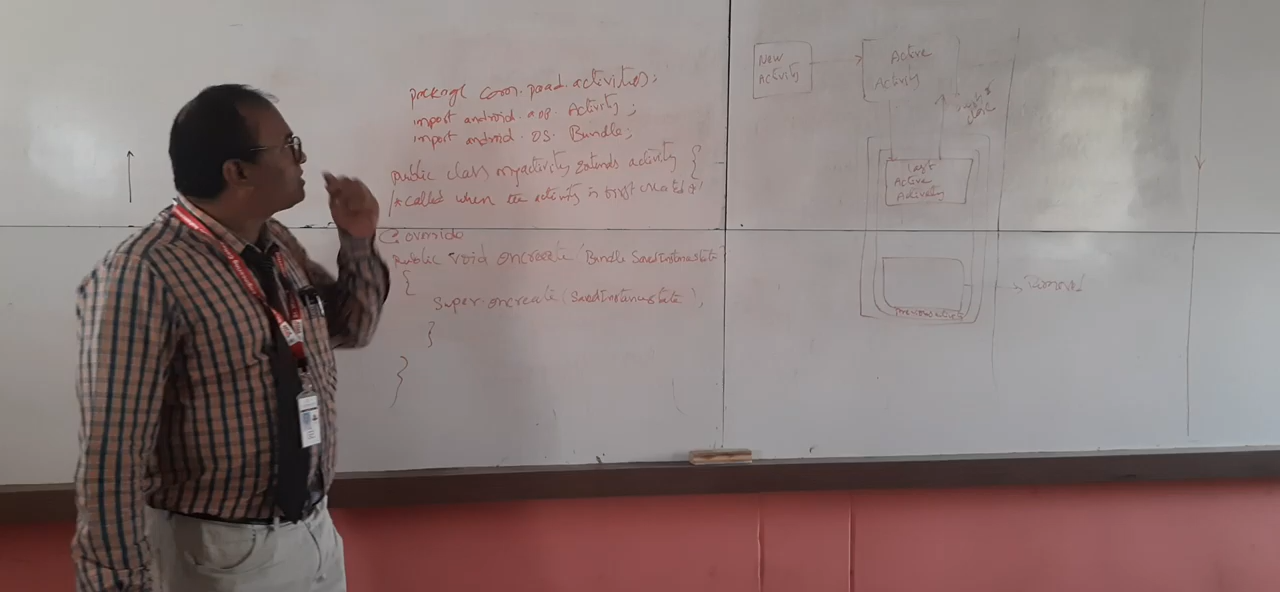 package com.paad.activities;
import android.app.Activity;
import android.os.Bundle;
public class myactivity extends activity {
/* called when the activity is first created */
@ override
public void oncreate (Bundle SavedInstancestate
{
super.oncreate (SavedInstancestate);
}
}
New
Activity
Active
Activity
close
Last
Active
Activity
Removed